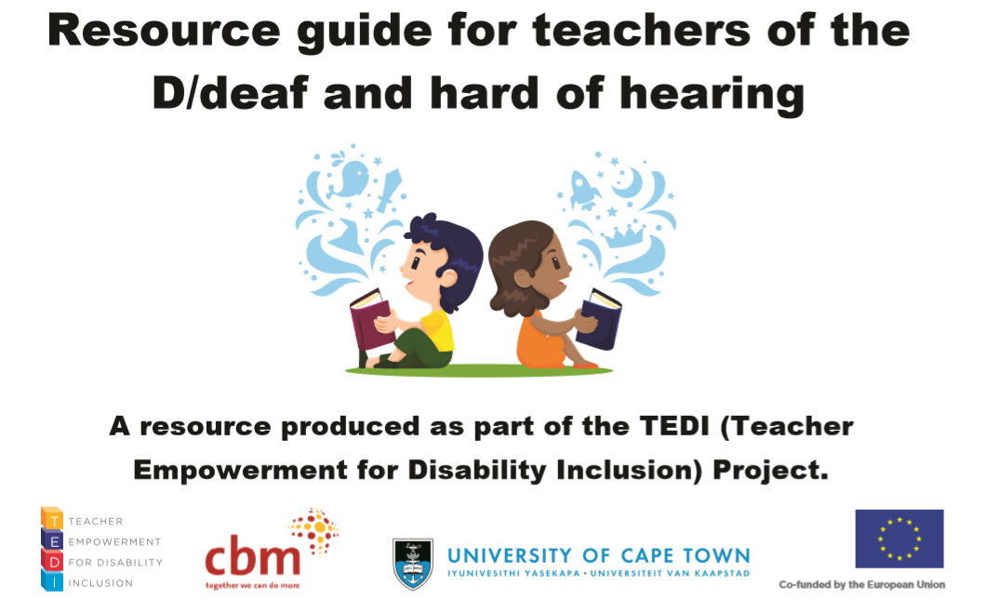 Resource guide for teachers of the
D/deaf and hard of hearing
A resource produced as part of the TEDI (Teacher
Empowerment for Disability Inclusion) Project.
T TEACHER
E EMPOWERMENT
D FOR DISABILITY
I INCLUSION
cbm
together we can do more
UNIVERSITY OF CAPE TOWN
IYUNIVESITHI YASEKAPA • UNIVERSITEIT VAN KAAPSTAD
Co-funded by the European Union